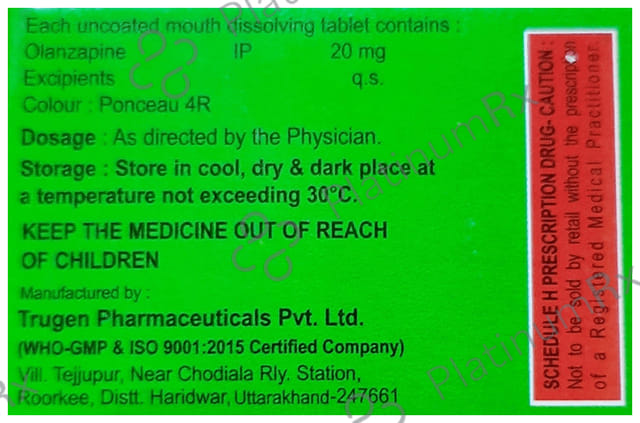 Each uncoated mouth dissolving tablet contains :
Olanzapine IP 20 mg
Excipients q.s.
Colour : Ponceau 4R
Dosage : As directed by the Physician.
Storage : Store in cool, dry & dark place at
a temperature not exceeding 30°C.
KEEP THE MEDICINE OUT OF REACH
OF CHILDREN
Manufactured by :
Trugen Pharmaceuticals Pvt. Ltd.
(WHO-GMP & ISO 9001:2015 Certified Company)
Vill. Tejjupur, Near Chodiala Rly. Station,
Roorkee, Distt. Haridwar, Uttarakhand-247661
SCHEDULE H PRESCRIPTION DRUG- CAUTION :
Not to be sold by retail without the prescription
of a Registered Medical Practitioner.
PlatinumRx
PlatinumRx
PlatinumRx
PlatinumRx